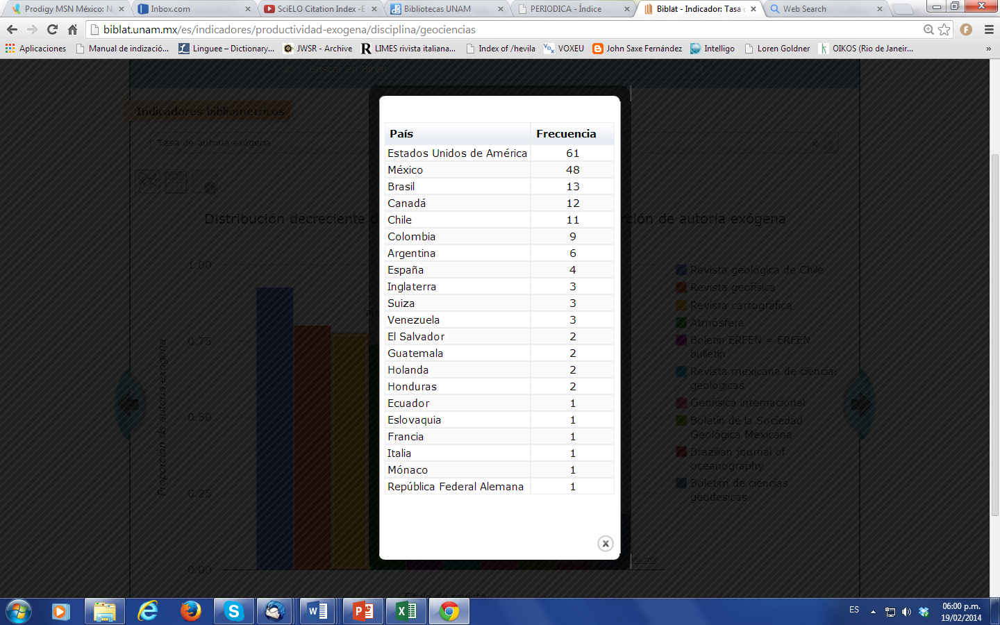 Prodigy MSN México: N
Inbox.com
SciELO Citation Index -E
Bibliotecas UNAM
PERIODICA - Índice
Biblat - Indicador: Tasa
Web Search
biblat.unam.mx/es/indicadores/productividad-exogena/disciplina/geociencias
Aplicaciones
Manual de indizació...
Linguee – Dictionary...
JWSR - Archive
LIMES rivista italiana...
Index of /hevila
VOXEU
John Saxe Fernández
Intelligo
Loren Goldner
OIKOS (Rio de Janeir...
»
Indicadores bibliométricos
Tasa de autoría exógena
Distribución decreciente d
rción de autoría exógena
País Frecuencia
Estados Unidos de América 61
México 48
Brasil 13
Canadá 12
Chile 11
Colombia 9
Argentina 6
España 4
Inglaterra 3
Suiza 3
Venezuela 3
El Salvador 2
Guatemala 2
Holanda 2
Honduras 2
Ecuador 1
Eslovaquia 1
Francia 1
Italia 1
Mónaco 1
República Federal Alemana 1
Proporción de autoría exógena
1.00
0.75
0.50
0.25
0.00
Revista geológica de Chile
Revista geofísica
Revista cartográfica
Atmósfera
Boletín ERFEN = ERFEN
bulletin
Revista mexicana de ciencias
geológicas
Geofísica internacional
Boletín de la Sociedad
Geológica Mexicana
Brazilian journal of
oceanography
Boletim de ciencias
geodesicas
ES
06:00 p.m.
19/02/2014